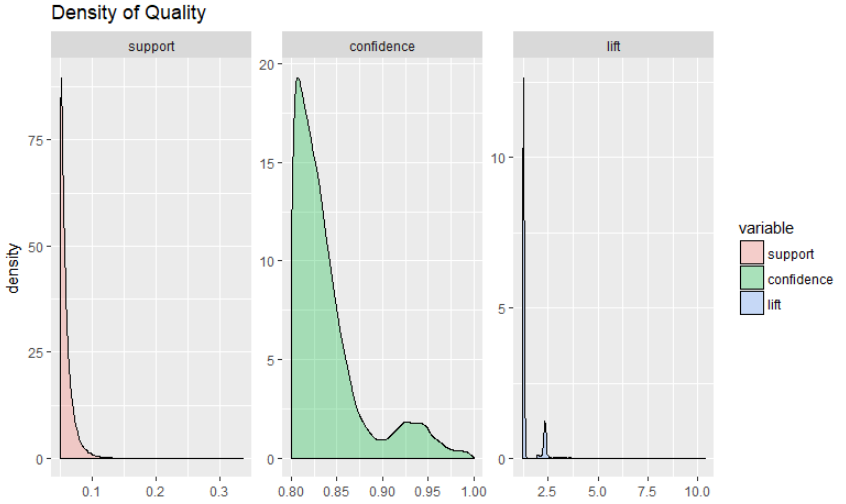 Density of Quality
support confidence lift
density
75
50
25
0
20
15
10
5
0
10
5
0
0.1 0.2 0.3
0.80 0.85 0.90 0.95 1.00
2.5 5.0 7.5 10.0
variable
support
confidence
lift